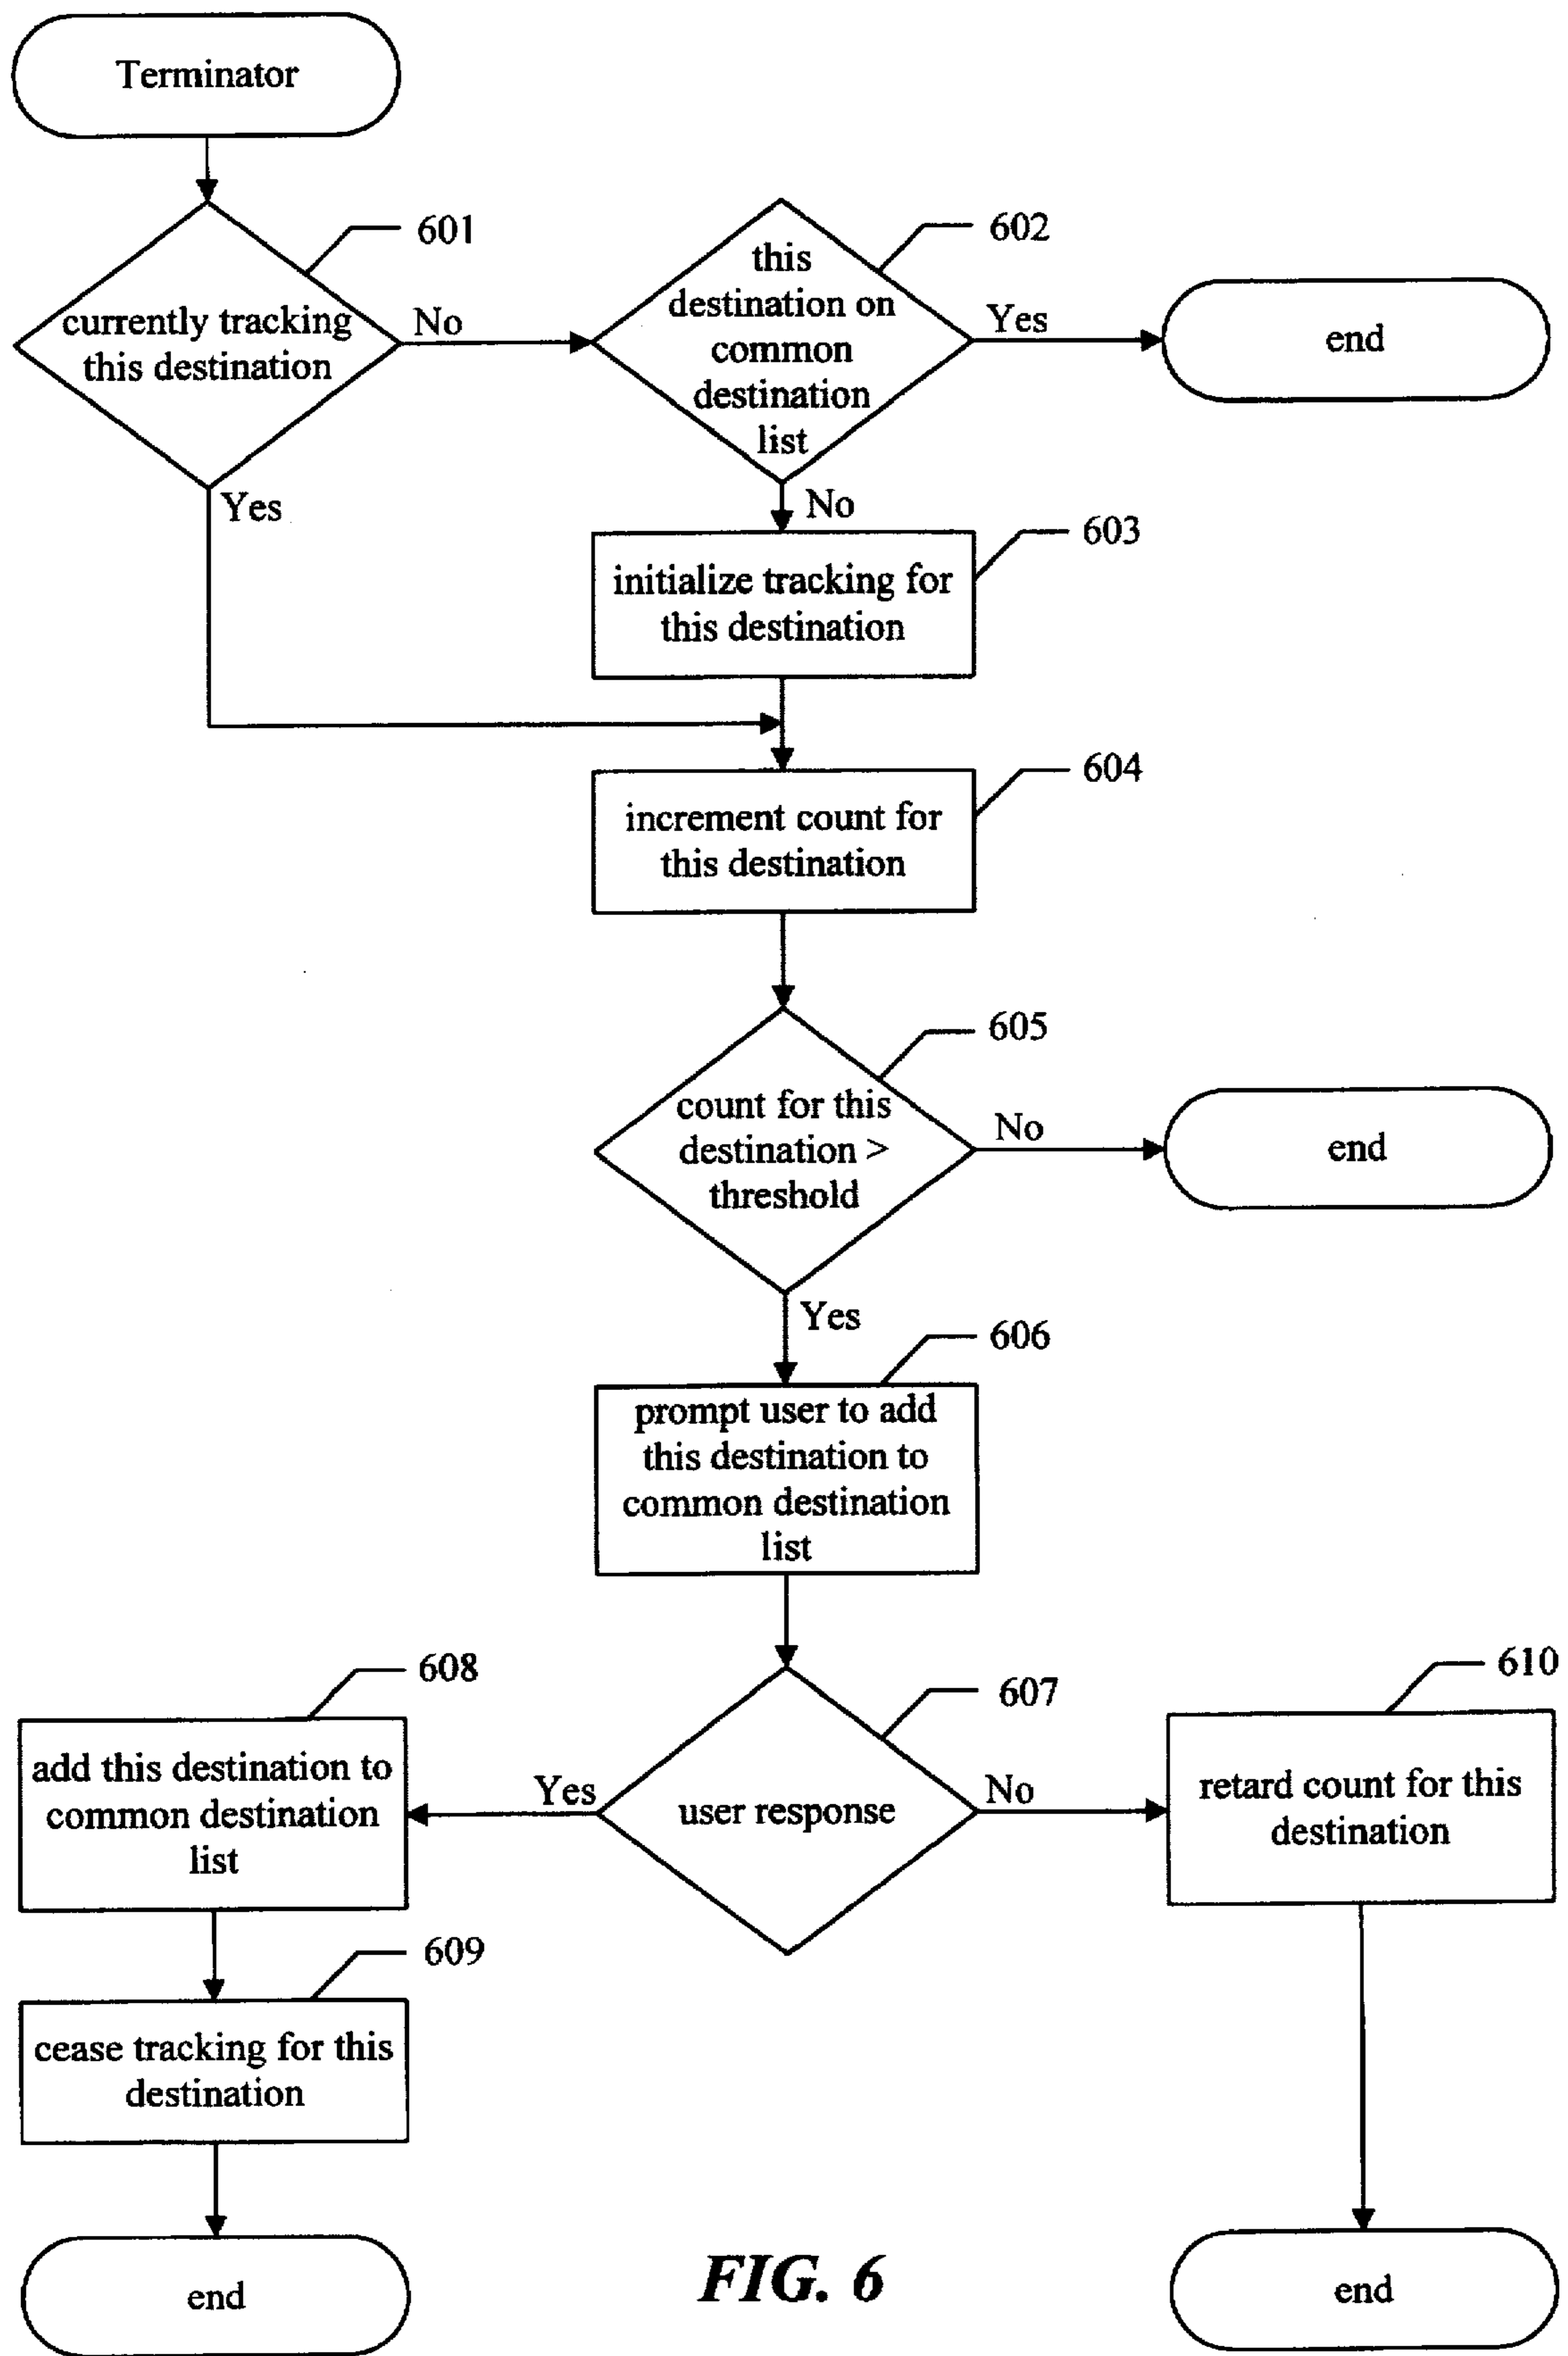 Terminator
601
currently tracking
this destination
No
602
this
destination on
common
destination
list
Yes
end
Yes
No
603
initialize tracking for
this destination
604
increment count for
this destination
605
count for this
destination >
threshold
No
end
Yes
606
prompt user to add
this destination to
common destination
list
608
add this destination to
common destination
list
Yes
607
user response
No
610
retard count for this
destination
609
cease tracking for this
destination
end
FIG. 6
end